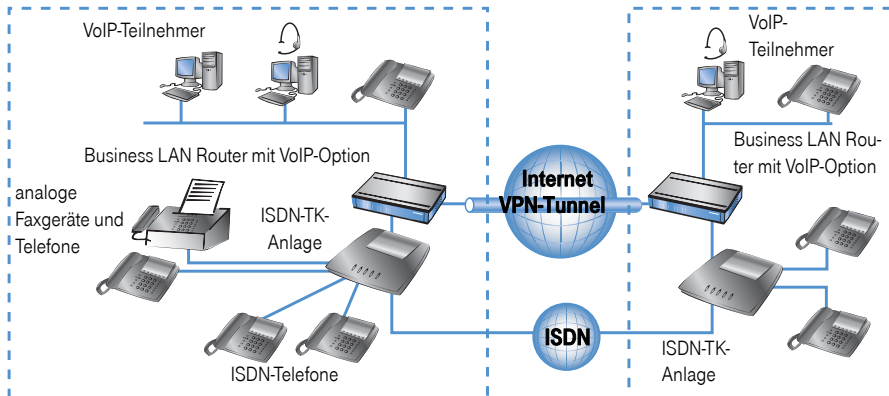 VoIP-Teilnehmer
Business LAN Router mit VoIP-Option
analoge
Faxgeräte und
Telefone
ISDN-TK-
Anlage
ISDN-Telefone
Internet
VPN-Tunnel
ISDN
VoIP-
Teilnehmer
Business LAN Rou-
ter mit VoIP-Option
ISDN-TK-
Anlage